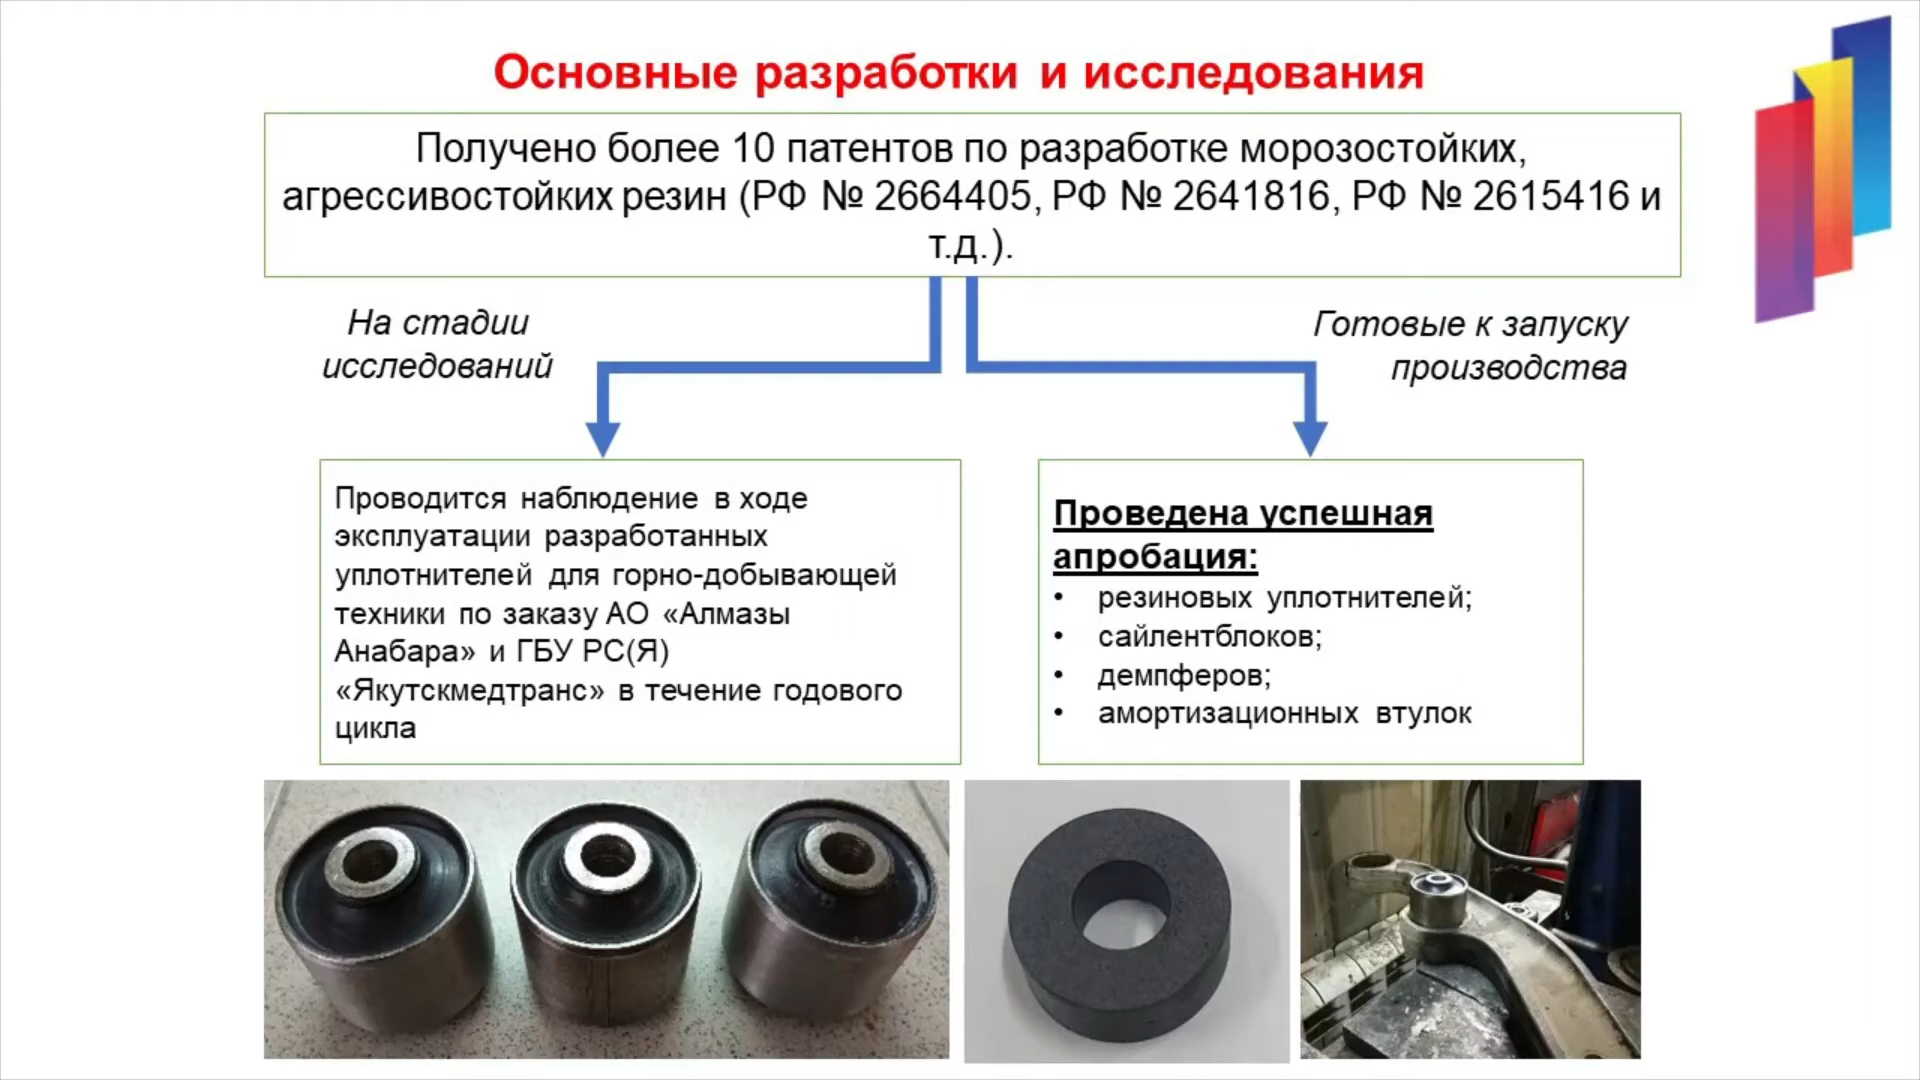 Основные разработки и исследования
Получено более 10 патентов по разработке морозостойких,
агрессивостойких резин (РФ № 2664405, РФ № 2641816, РФ № 2615416 и
т.д.).
На стадии
исследований
Готовые к запуску
производства
Проводится наблюдение в ходе
эксплуатации разработанных
уплотнителей для горно-добывающей
техники по заказу АО «Алмазы
Анабара» и ГБУ РС(Я)
«Якутскмедтранс» в течение годового
цикла
Проведена успешная
апробация:
• резиновых уплотнителей;
• сайлентблоков;
• демпферов;
• амортизационных втулок